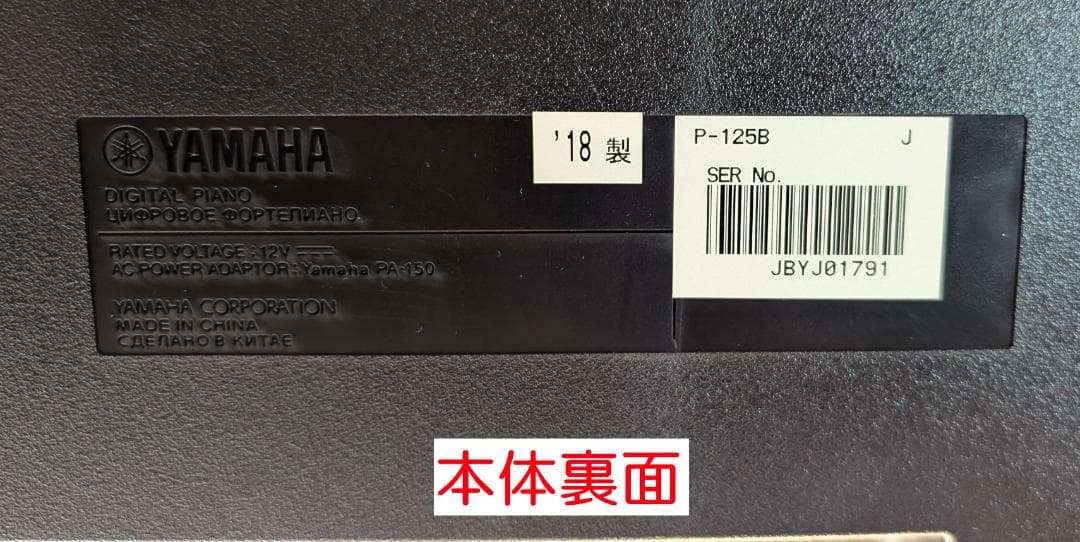 YAMAHA
DIGITAL PIANO
ЦИФРОВОЕ ФОРТЕПИАНО
RATED VOLTAGE : 12V
AC POWER ADAPTOR : Yamaha PA-150
YAMAHA CORPORATION
MADE IN CHINA
СДЕЛАНО В КИТАЕ
'18 製
P-125B J
SER No.
JBYJ01791
本体裏面